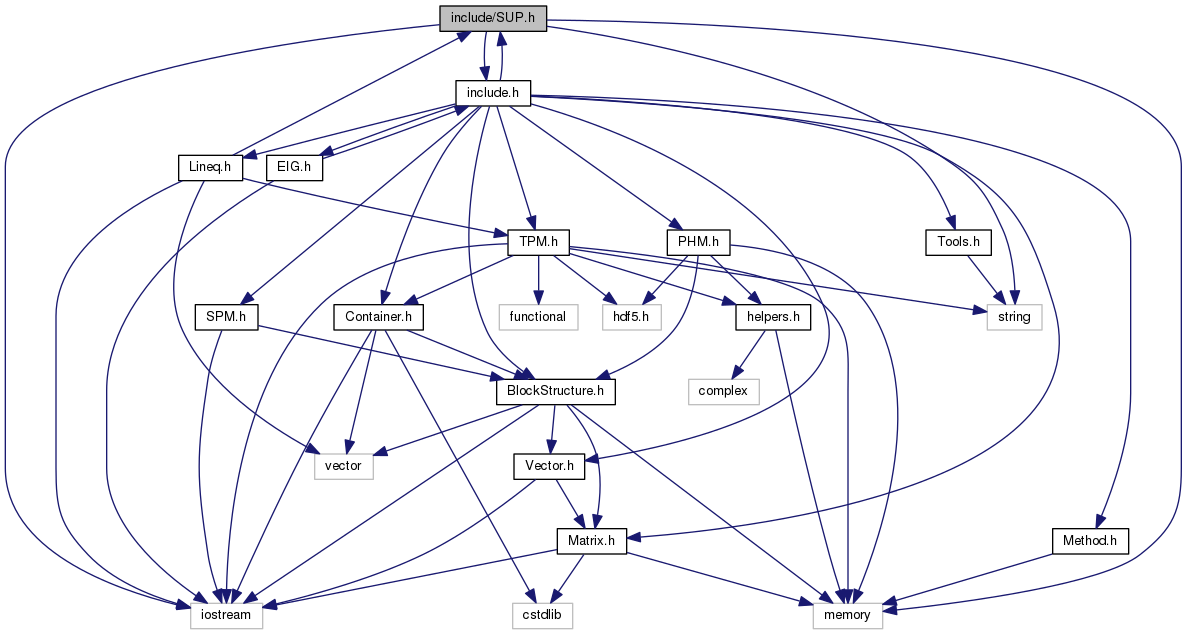 include/SUP.h
include.h
Lineq.h
EIG.h
TPM.h
PHM.h
Tools.h
SPM.h
Container.h
functional
hdf5.h
helpers.h
string
BlockStructure.h
complex
vector
Vector.h
Matrix.h
Method.h
iostream
cstdlib
memory